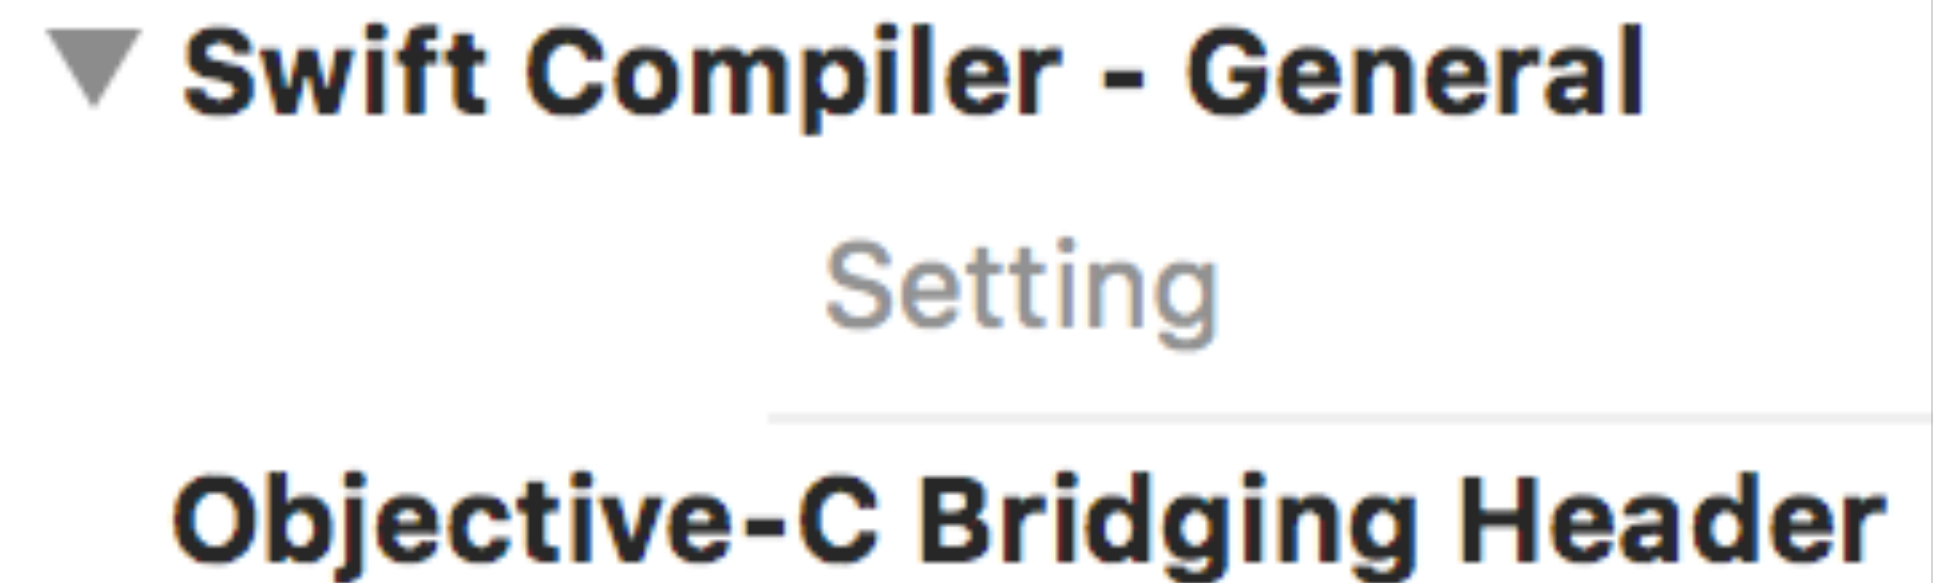 Swift Compiler - General
Setting
Objective-C Bridging Header